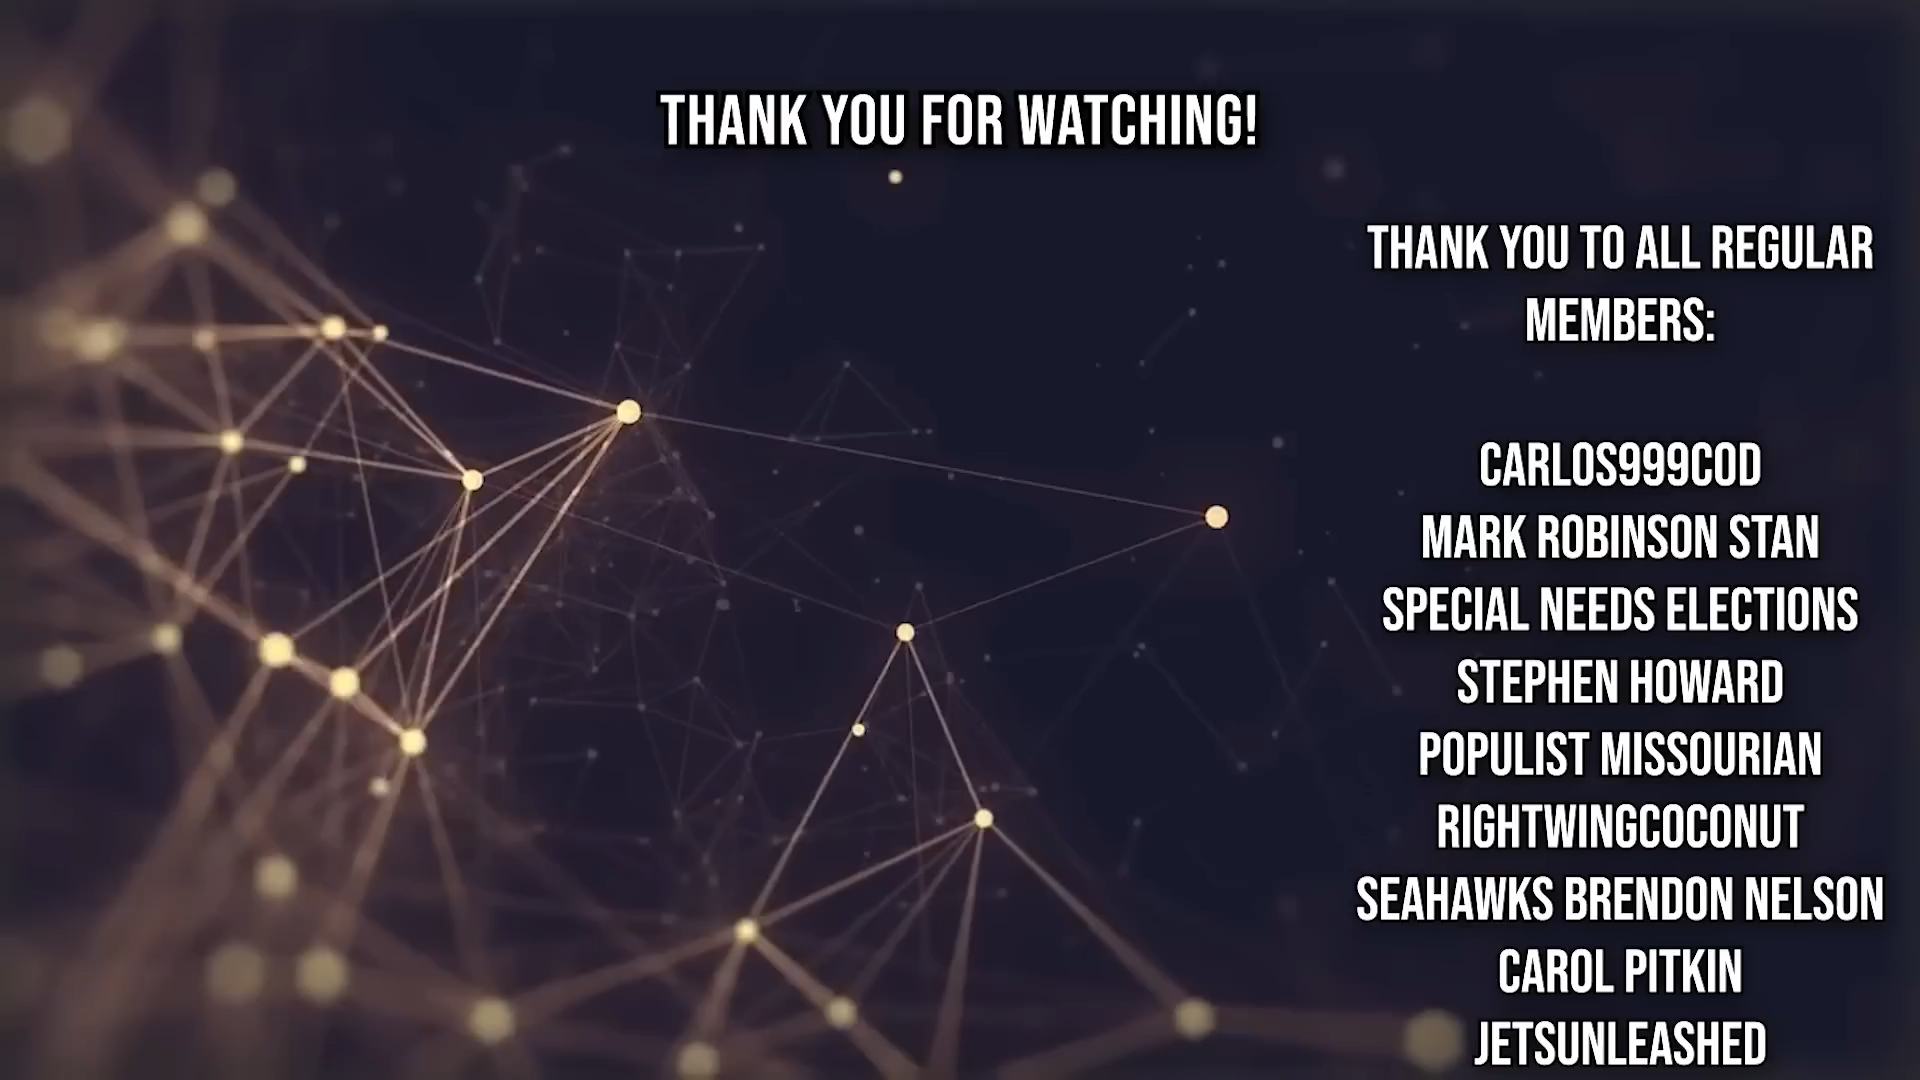 THANK YOU FOR WATCHING!
THANK YOU TO ALL REGULAR
MEMBERS:
CARLOS999COD
MARK ROBINSON STAN
SPECIAL NEEDS ELECTIONS
STEPHEN HOWARD
POPULIST MISSOURIAN
RIGHTWINGCOCONUT
SEAHAWKS BRENDON NELSON
CAROL PITKIN
JETSUNLEASHED